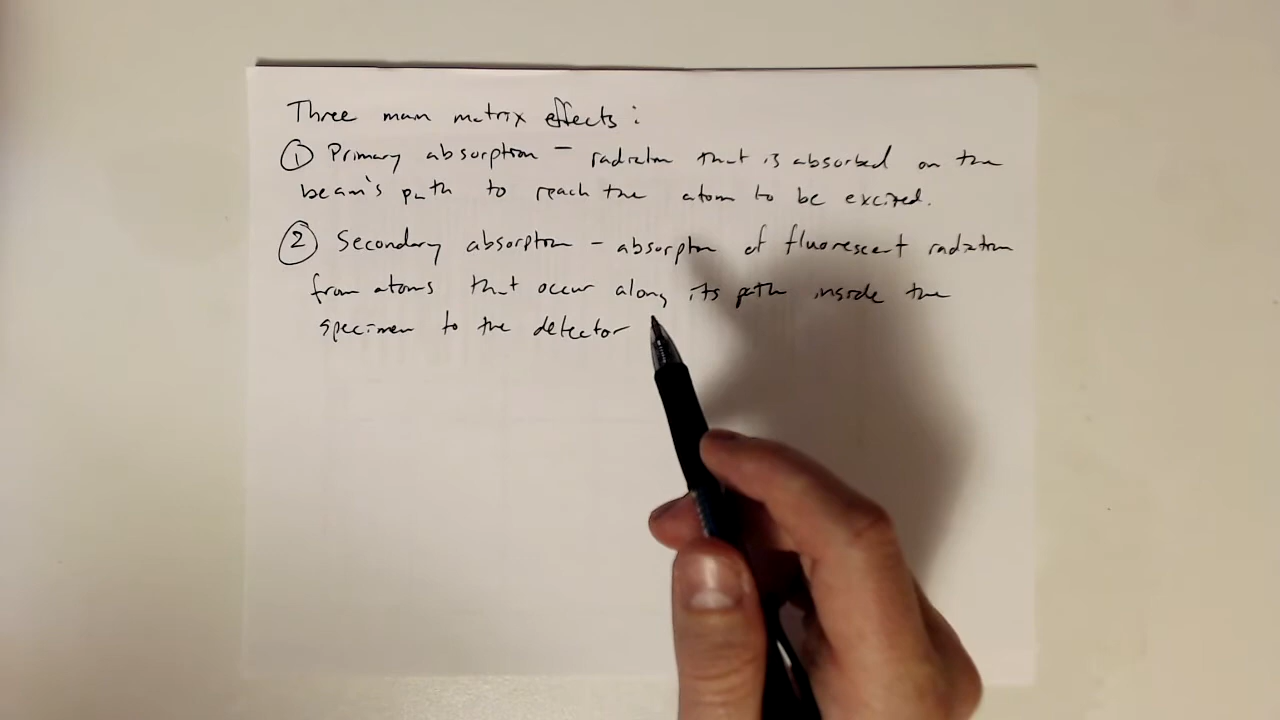 Three main matrix effects:
① Primary absorption - radiation that is absorbed on the
beam's path to reach the atom to be excited.
② Secondary absorption - absorption of fluorescent radiation
from atoms that occur along its path inside the
specimen to the detector